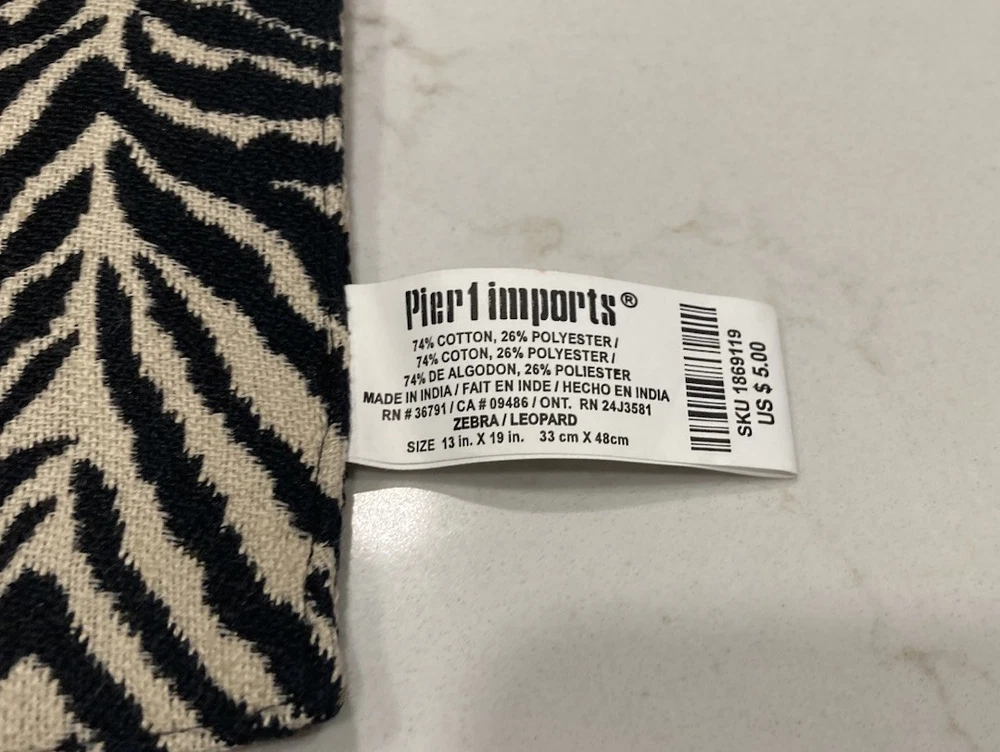 Pier1 imports®
74% COTTON, 26% POLYESTER /
74% COTON, 26% POLYESTER /
74% DE ALGODON, 26% POLIESTER
MADE IN INDIA / FAIT EN INDE / HECHO EN INDIA
RN # 36791 / CA # 09486 / ONT. RN 24J3581
ZEBRA / LEOPARD
SIZE 13 in. X 19 in. 33 cm X 48cm
SKU 1869119
US $ 5.00